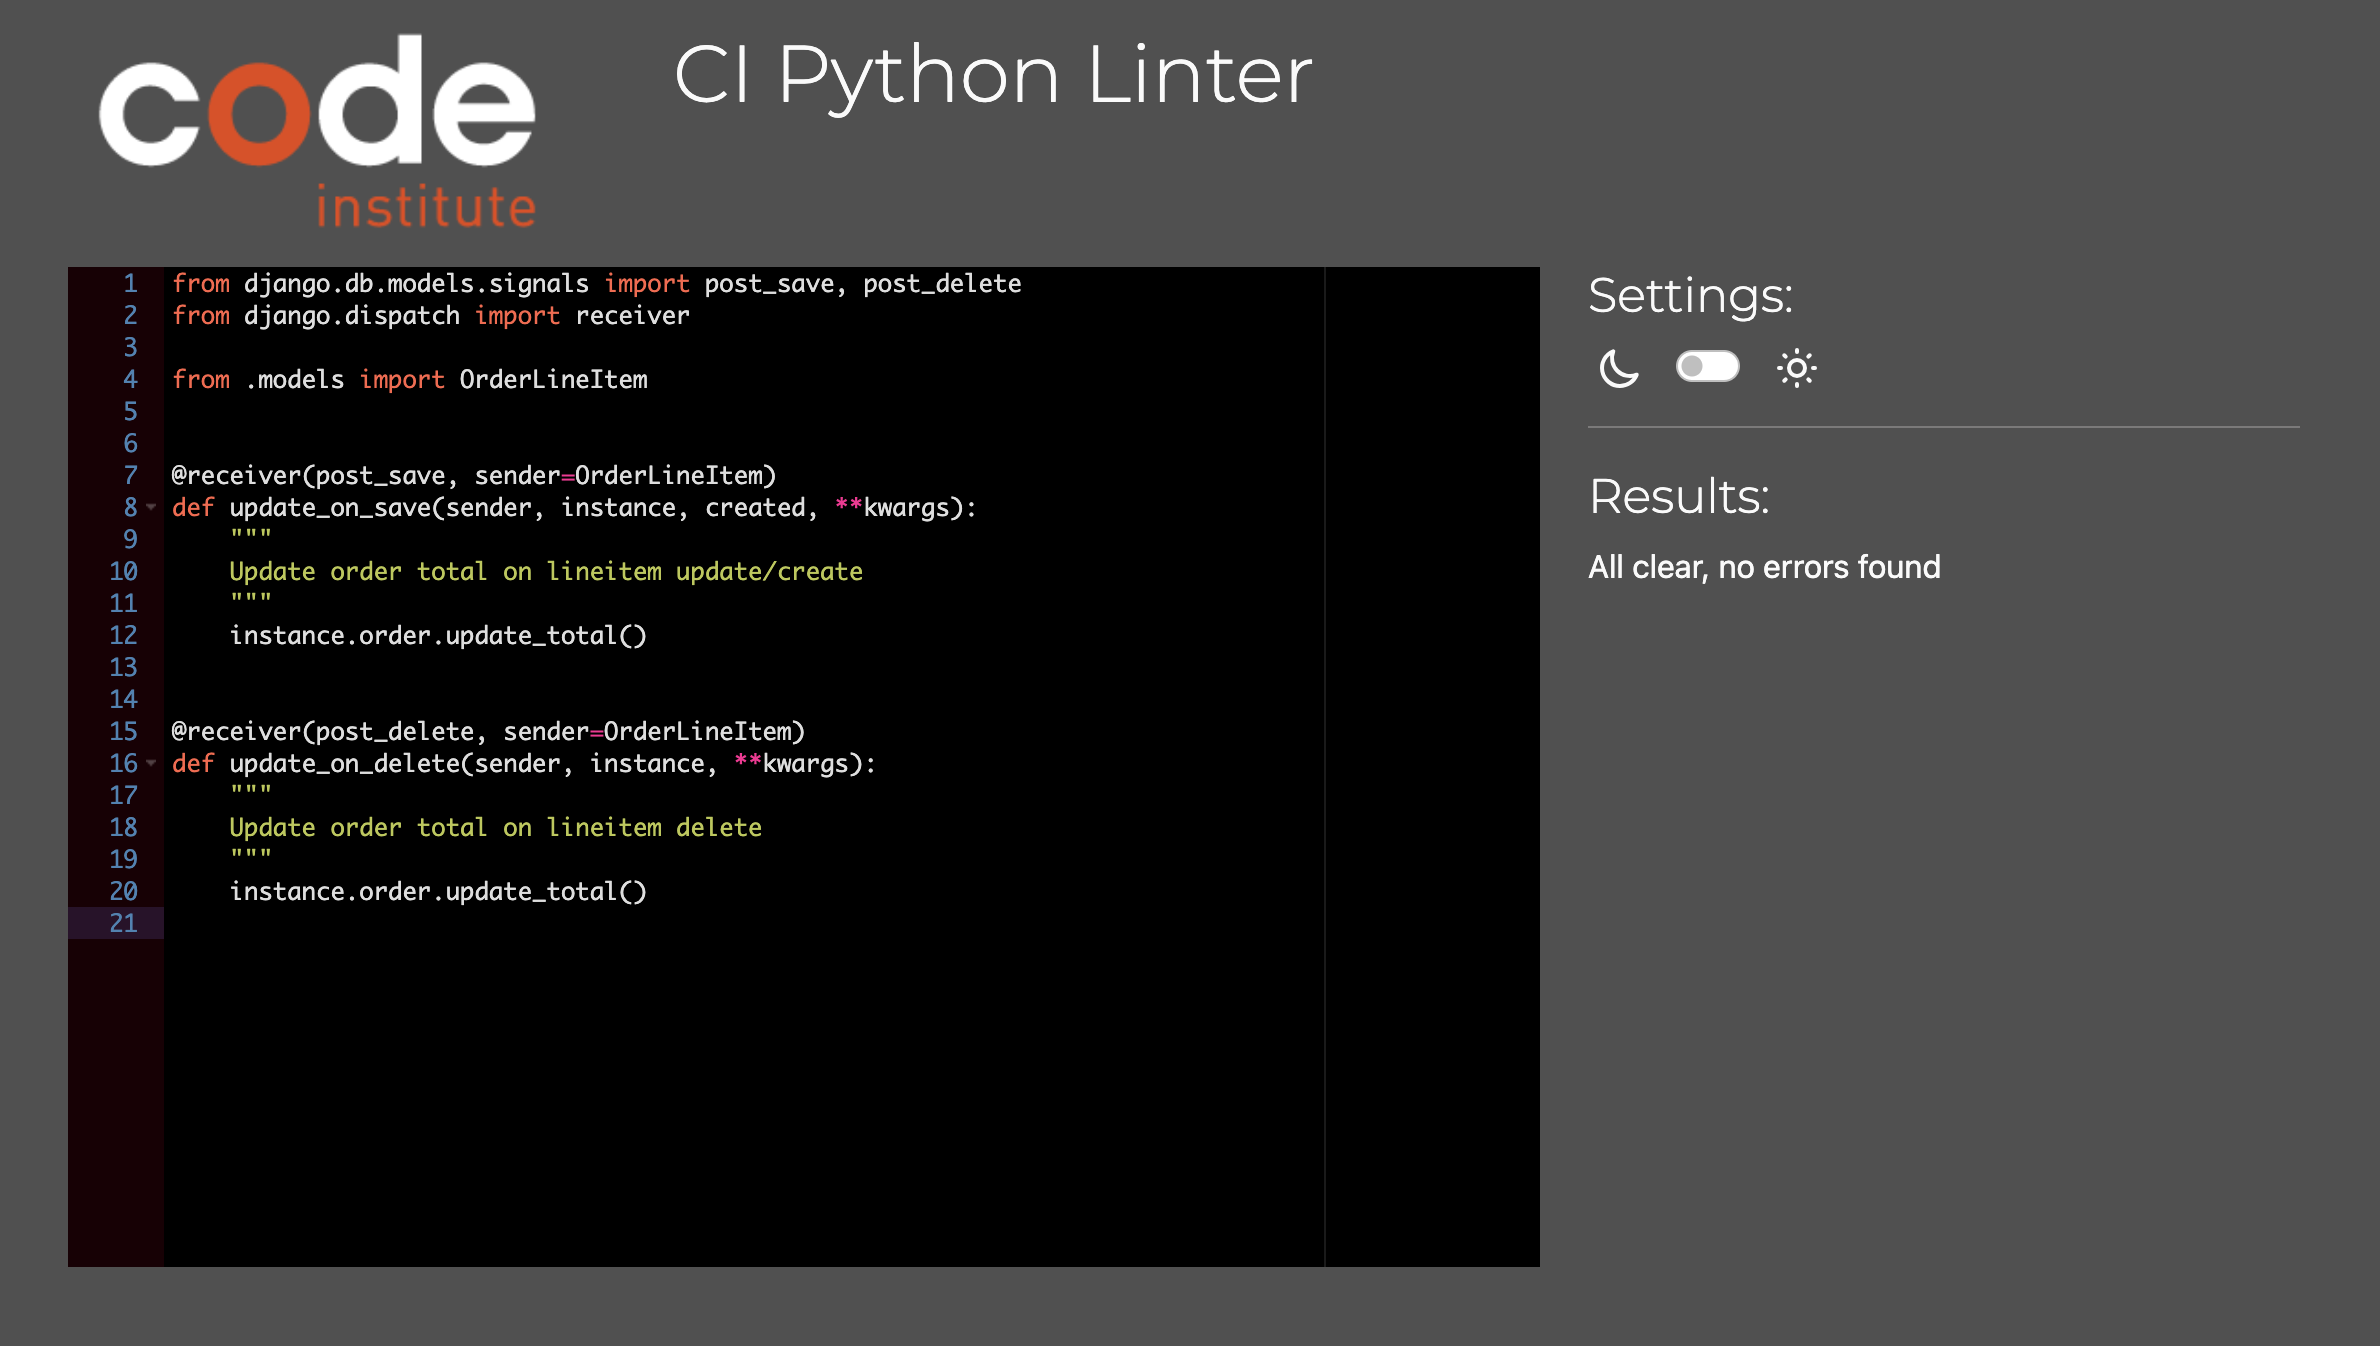 code
institute
CI Python Linter
1 from django.db.models.signals import post_save, post_delete
2 from django.dispatch import receiver
3
4 from .models import OrderLineItem
5
6
7 @receiver(post_save, sender=OrderLineItem)
8 def update_on_save(sender, instance, created, **kwargs):
9     """
10     Update order total on lineitem update/create
11     """
12     instance.order.update_total()
13
14
15 @receiver(post_delete, sender=OrderLineItem)
16 def update_on_delete(sender, instance, **kwargs):
17     """
18     Update order total on lineitem delete
19     """
20     instance.order.update_total()
21
Settings:
Results:
All clear, no errors found